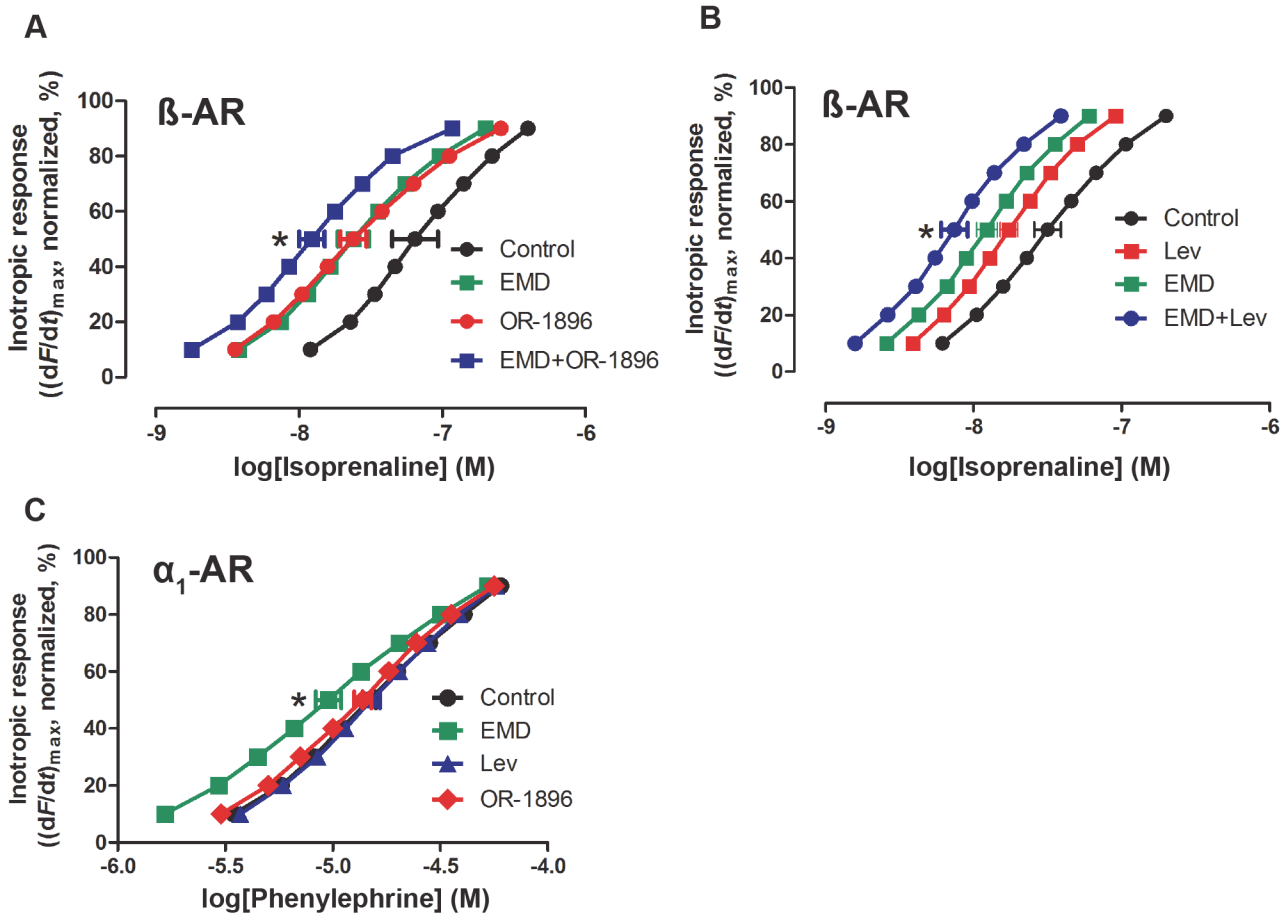 A
ß-AR
Inotropic response
((dF/dt)max, normalized, %)
100
80
60
40
20
0
*
Control
EMD
OR-1896
EMD+OR-1896
-9
-8
-7
-6
log[Isoprenaline] (M)
B
ß-AR
Inotropic response
((dF/dt)max, normalized, %)
100
80
60
40
20
0
*
Control
Lev
EMD
EMD+Lev
-9
-8
-7
-6
log[Isoprenaline] (M)
C
α1-AR
Inotropic response
((dF/dt)max, normalized, %)
100
80
60
40
20
0
*
Control
EMD
Lev
OR-1896
-6.0
-5.5
-5.0
-4.5
-4.0
log[Phenylephrine] (M)